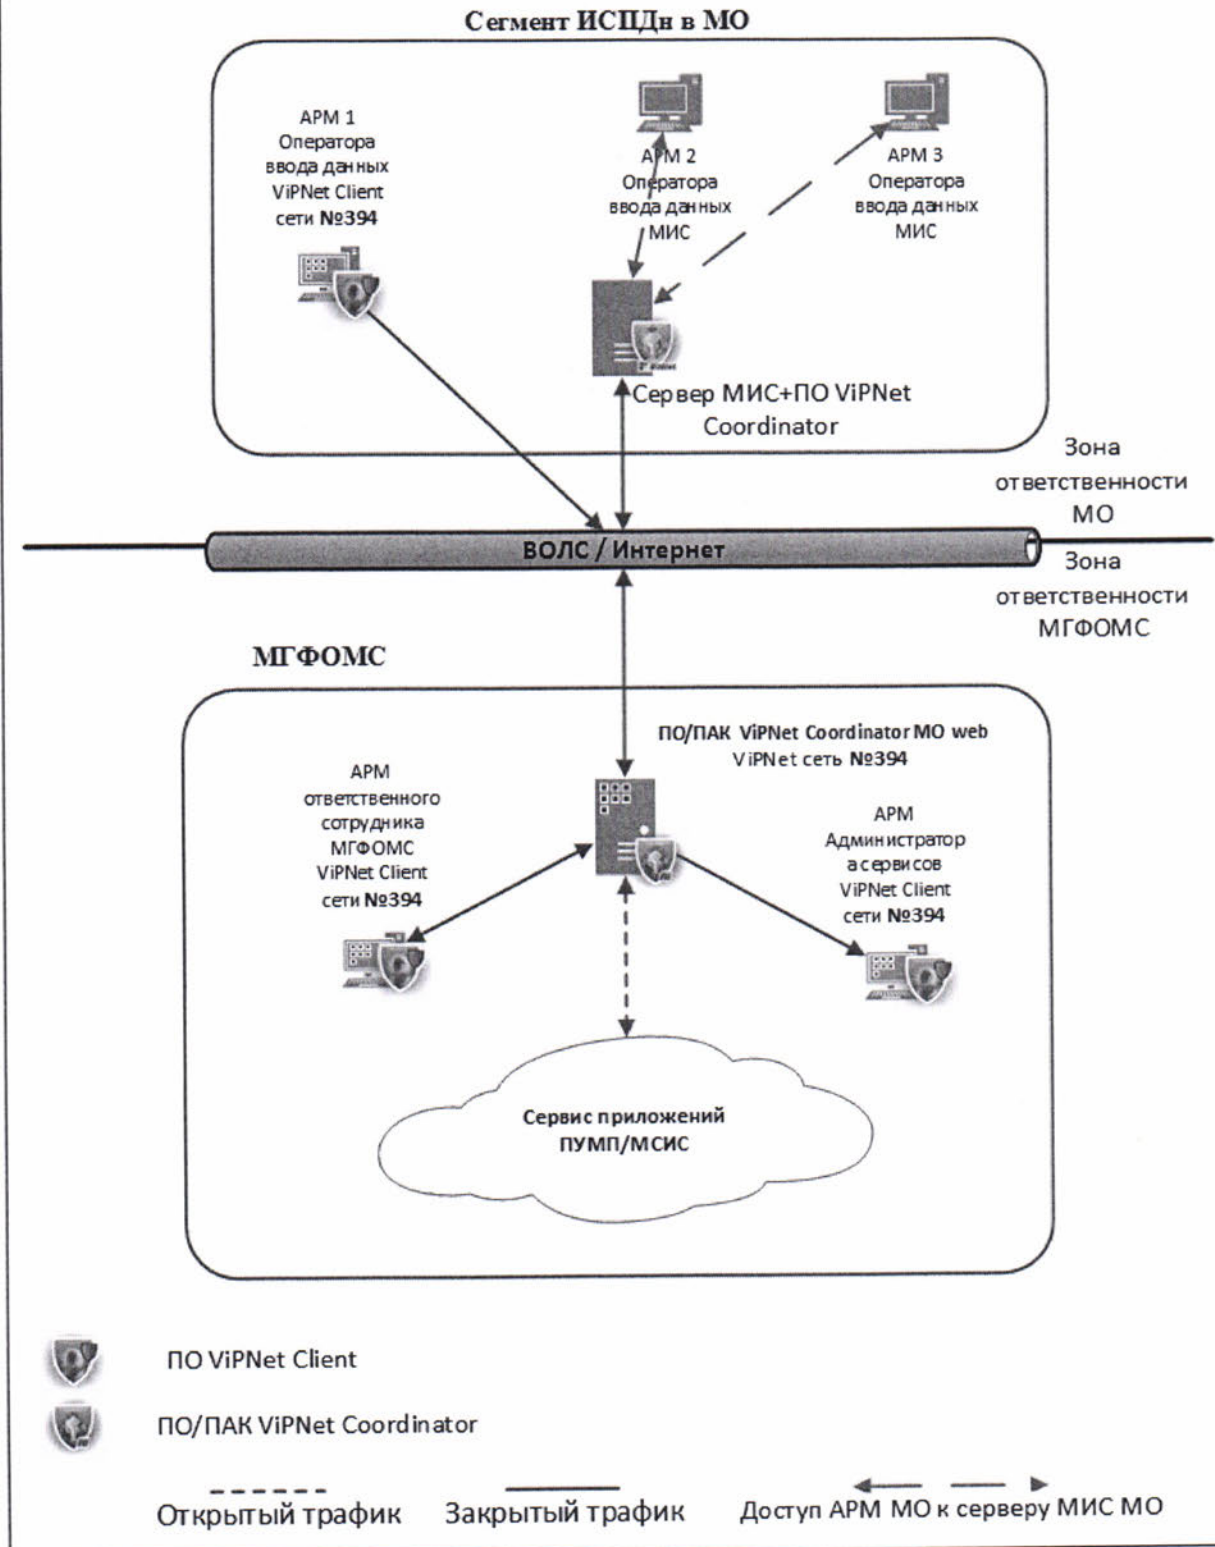 Сегмент ИСПДн в МО
АРМ 1
Оператора
ввода данных
ViPNet Client
сети №394
АРМ 2
Оператора
ввода данных
МИС
АРМ 3
Оператора
ввода данных
МИС
Сервер МИС+ПО ViPNet
Coordinator
Зона
ответственности
МО
ВОЛС / Интернет
Зона
ответственности
МГФОМС
МГФОМС
ПО/ПАК ViPNet Coordinator МО web
ViPNet сеть №394
АРМ
ответственного
сотрудника
МГФОМС
ViPNet Client
сети №394
АРМ
Администратор
а сервисов
ViPNet Client
сети №394
Сервис приложений
ПУМП/МСИС
ПО ViPNet Client
ПО/ПАК ViPNet Coordinator
Открытый трафик
Закрытый трафик
Доступ АРМ МО к серверу МИС МО